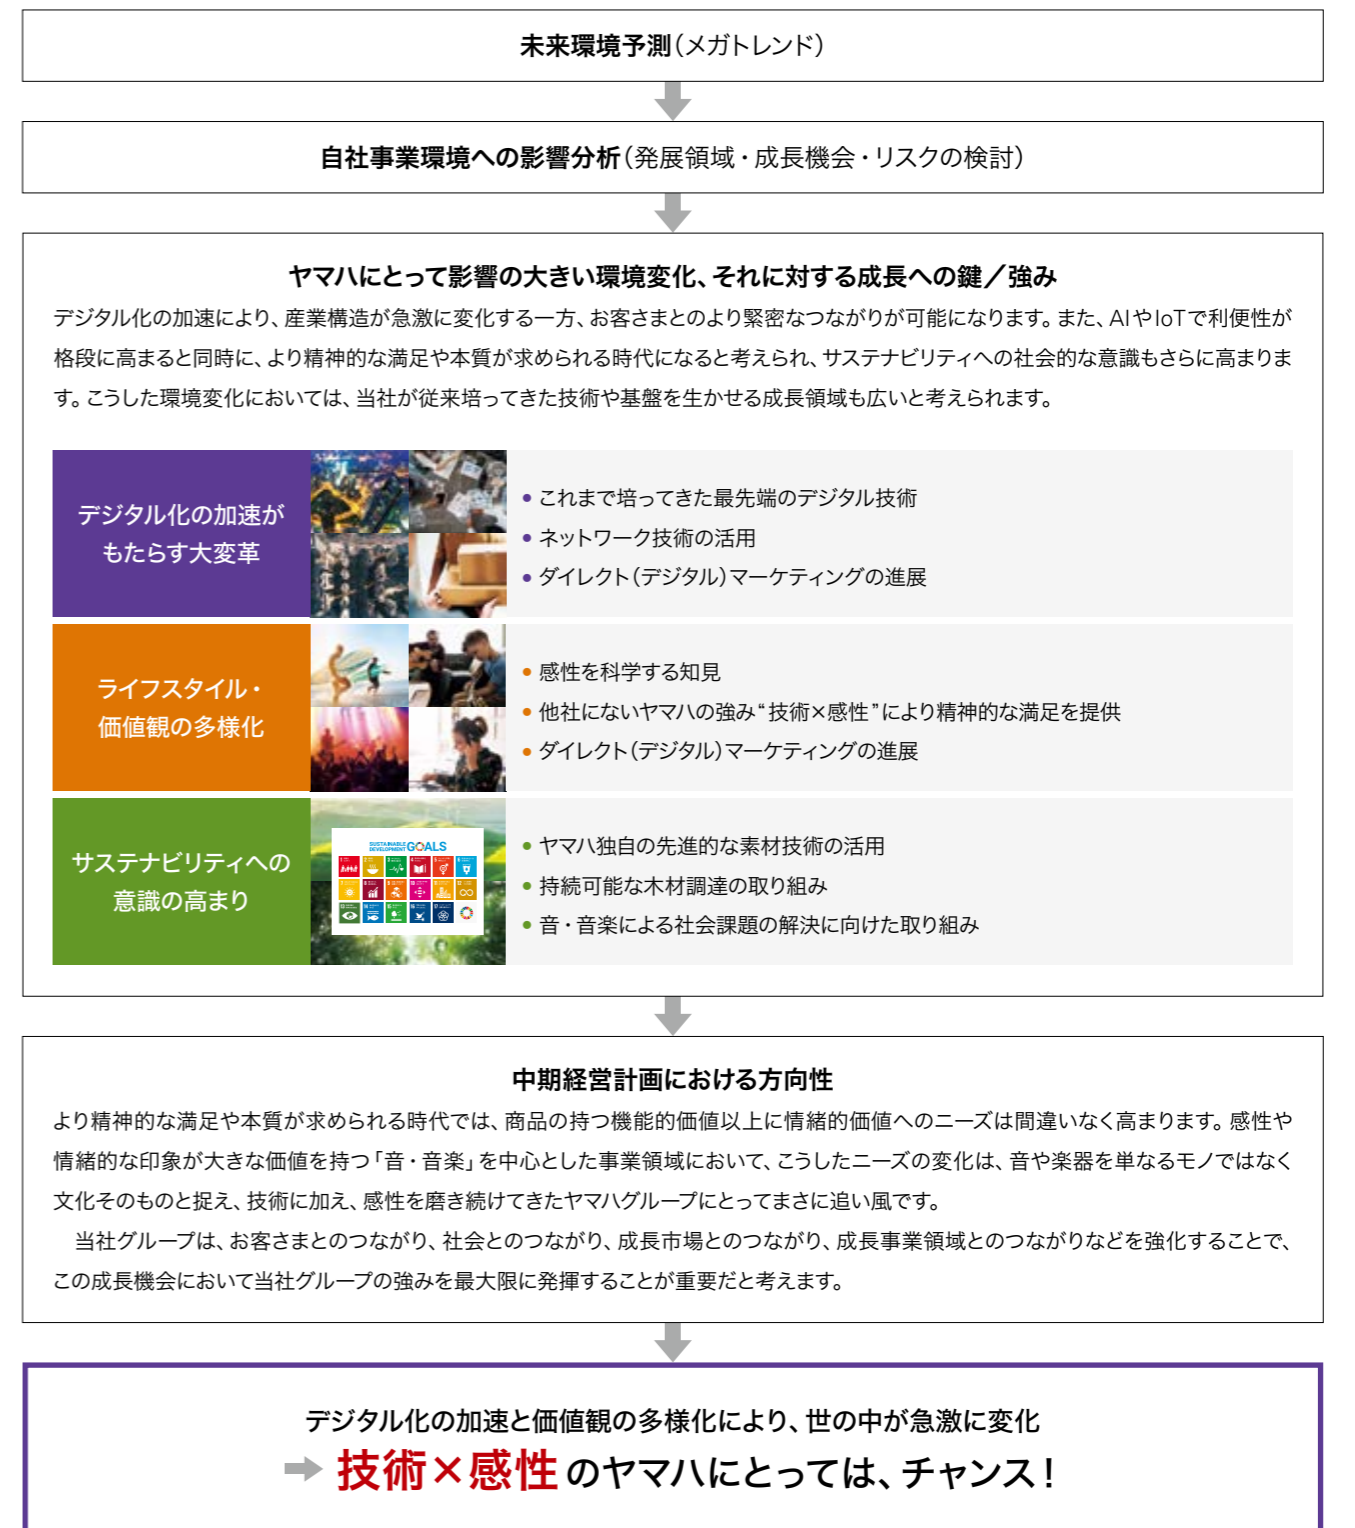 未来環境予測（メガトレンド）
自社事業環境への影響分析（発展領域・成長機会・リスクの検討）
ヤマハにとって影響の大きい環境変化、それに対する成長への鍵／強み
デジタル化の加速により、産業構造が急激に変化する一方、お客さまとのより緊密なつながりが可能になります。また、AIやIoTで利便性が
格段に高まると同時に、より精神的な満足や本質が求められる時代になると考えられ、サステナビリティへの社会的な意識もさらに高まりま
す。こうした環境変化においては、当社が従来培ってきた技術や基盤を生かせる成長領域も広いと考えられます。
デジタル化の加速が
もたらす大変革
• これまで培ってきた最先端のデジタル技術
• ネットワーク技術の活用
• ダイレクト（デジタル）マーケティングの進展
ライフスタイル・
価値観の多様化
• 感性を科学する知見
• 他社にないヤマハの強み“技術×感性”により精神的な満足を提供
• ダイレクト（デジタル）マーケティングの進展
サステナビリティへの
意識の高まり
SUSTAINABLE
DEVELOPMENT GOALS
• ヤマハ独自の先進的な素材技術の活用
• 持続可能な木材調達の取り組み
• 音・音楽による社会課題の解決に向けた取り組み
中期経営計画における方向性
より精神的な満足や本質が求められる時代では、商品の持つ機能的価値以上に情緒的価値へのニーズは間違いなく高まります。感性や
情緒的な印象が大きな価値を持つ「音・音楽」を中心とした事業領域において、こうしたニーズの変化は、音や楽器を単なるモノではなく
文化そのものと捉え、技術に加え、感性を磨き続けてきたヤマハグループにとってまさに追い風です。
当社グループは、お客さまとのつながり、社会とのつながり、成長市場とのつながり、成長事業領域とのつながりなどを強化することで、
この成長機会において当社グループの強みを最大限に発揮することが重要だと考えます。
デジタル化の加速と価値観の多様化により、世の中が急激に変化
技術×感性のヤマハにとっては、チャンス！